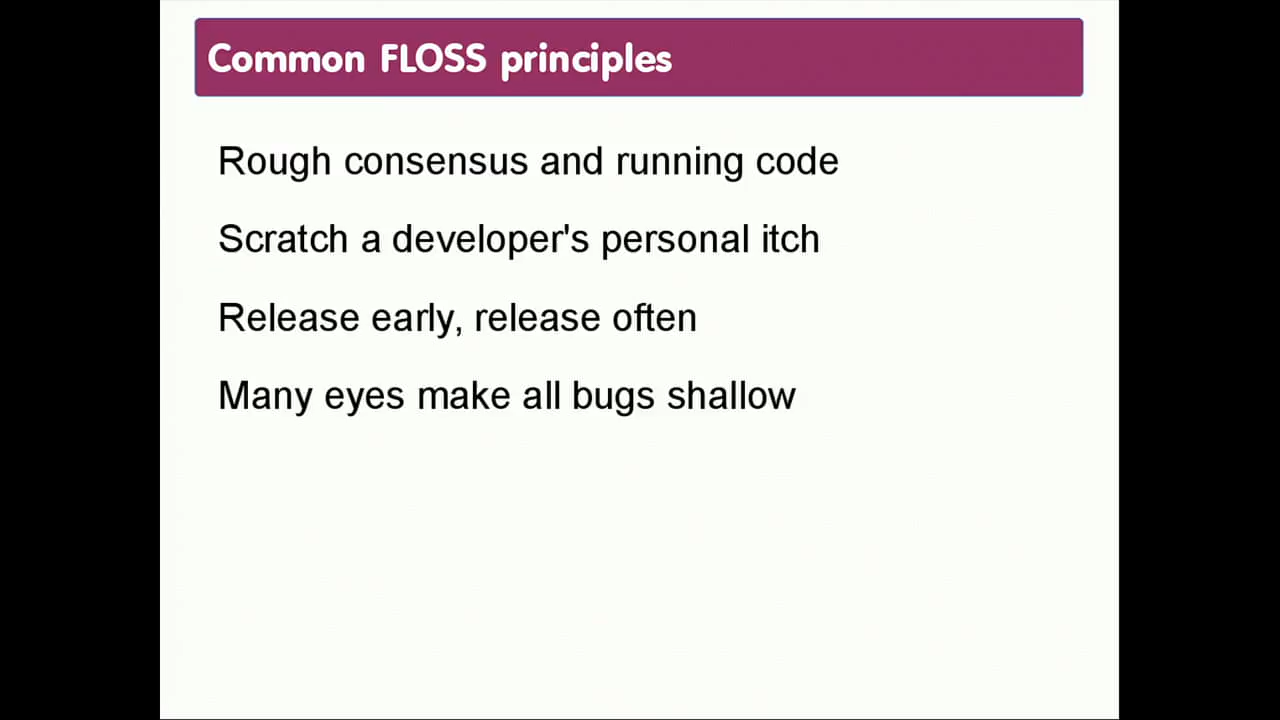 Common FLOSS principles
Rough consensus and running code
Scratch a developer's personal itch
Release early, release often
Many eyes make all bugs shallow